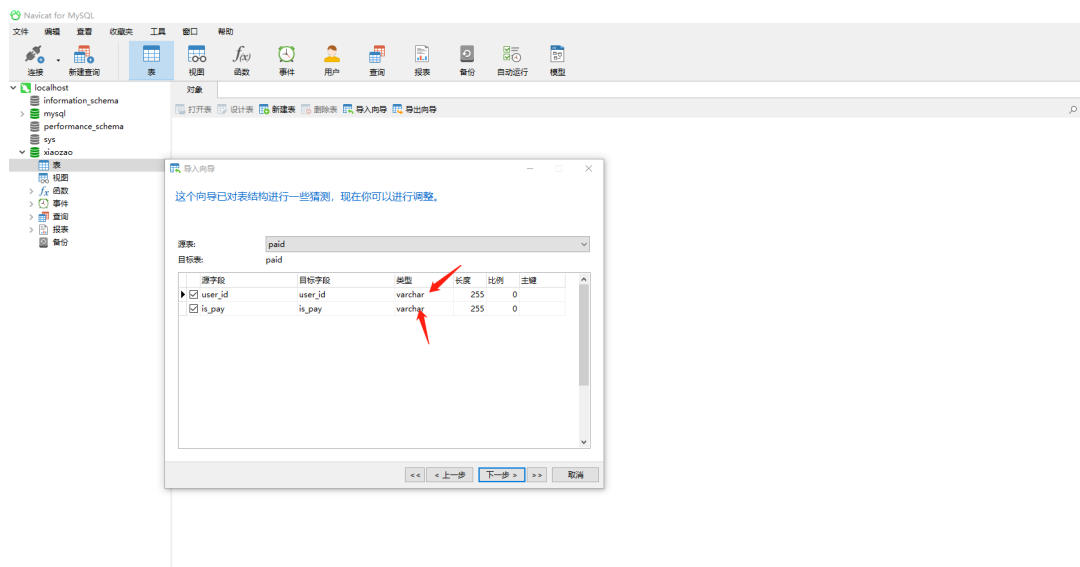 Navicat for MySQL
文件 编辑 查看 收藏夹 工具 窗口 帮助
连接 新建查询 表 视图 函数 事件 用户 查询 报表 备份 自动运行 模型
localhost
对象
information_schema
打开表 设计表 新建表 删除表 导入向导 导出向导
mysql
performance_schema
sys
xiaozao
表
视图
函数
事件
查询
报表
备份
导入向导
这个向导已对表结构进行一些猜测，现在你可以进行调整。
源表: paid
目标表: paid
源字段 目标字段 类型 长度 比例 主键
user_id user_id varchar 255 0
is_pay is_pay varchar 255 0
<< < 上一步 下一步 > >> 取消